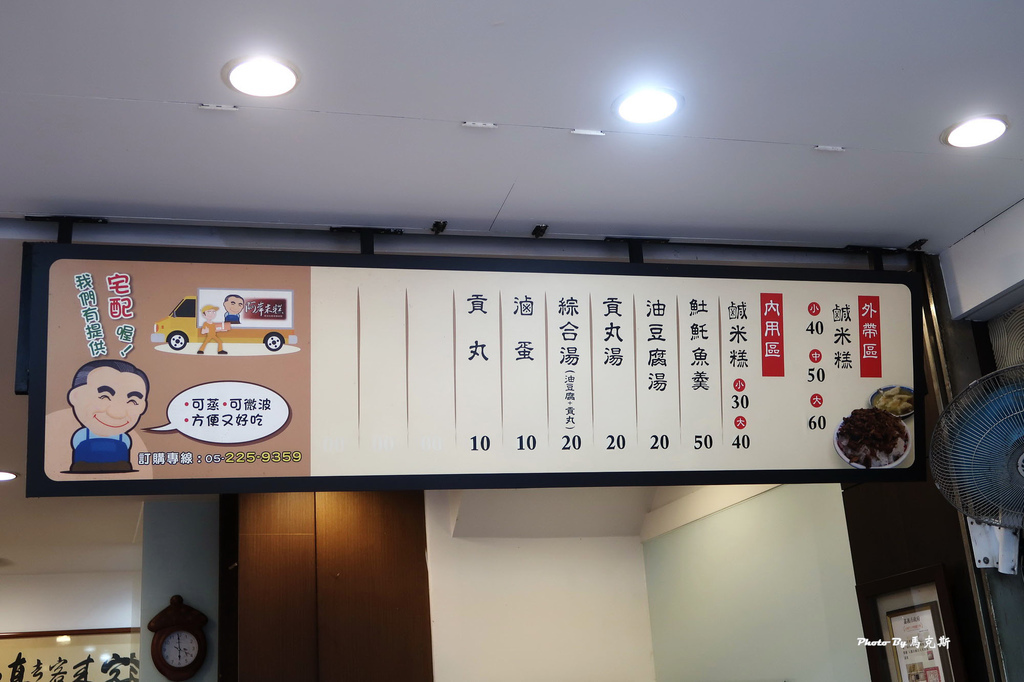 外帶區
鹹米糕
小 40 中 50 大 60
內用區
鹹米糕 小 30 大 40
𩵚魠魚羹 50
油豆腐湯 20
貢丸湯 20
綜合湯(油豆腐+貢丸) 20
滷蛋 10
貢丸 10
我們有提供
宅配喔!
可蒸•可微波
•方便又好吃
訂購專線:05-225-9359
Photo By 馬克斯